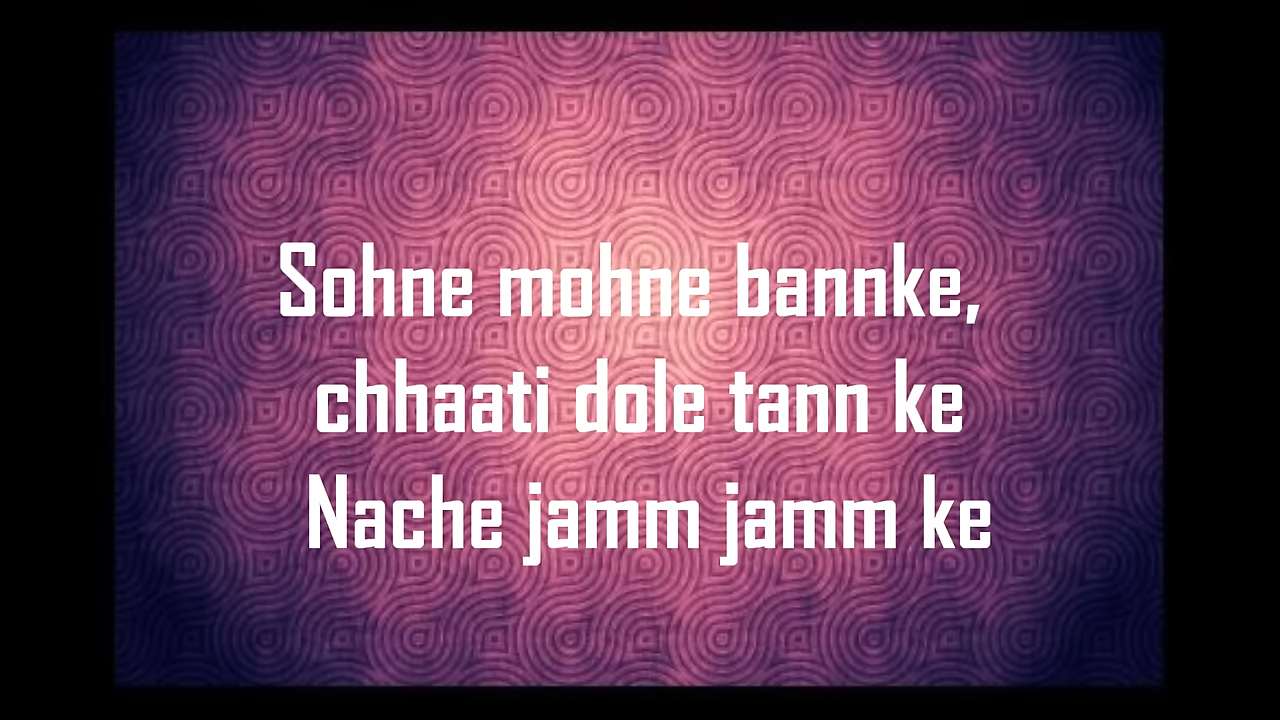 Sohne mohne bannke,
chhaati dole tann ke
Nache jamm jamm ke